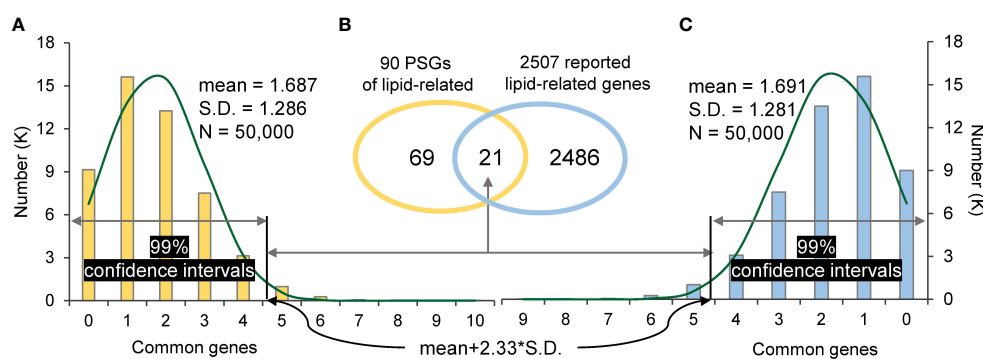 A
B
C
18
15
12
9
6
3
0
Number (K)
mean = 1.687
S.D. = 1.286
N = 50,000
99%
confidence intervals
0 1 2 3 4 5 6 7 8 9 10
Common genes
90 PSGs
of lipid-related
2507 reported
lipid-related genes
69 21 2486
mean+2.33*S.D.
mean = 1.691
S.D. = 1.281
N = 50,000
99%
confidence intervals
9 8 7 6 5 4 3 2 1 0
Common genes
18
15
12
9
6
3
0
Number (K)